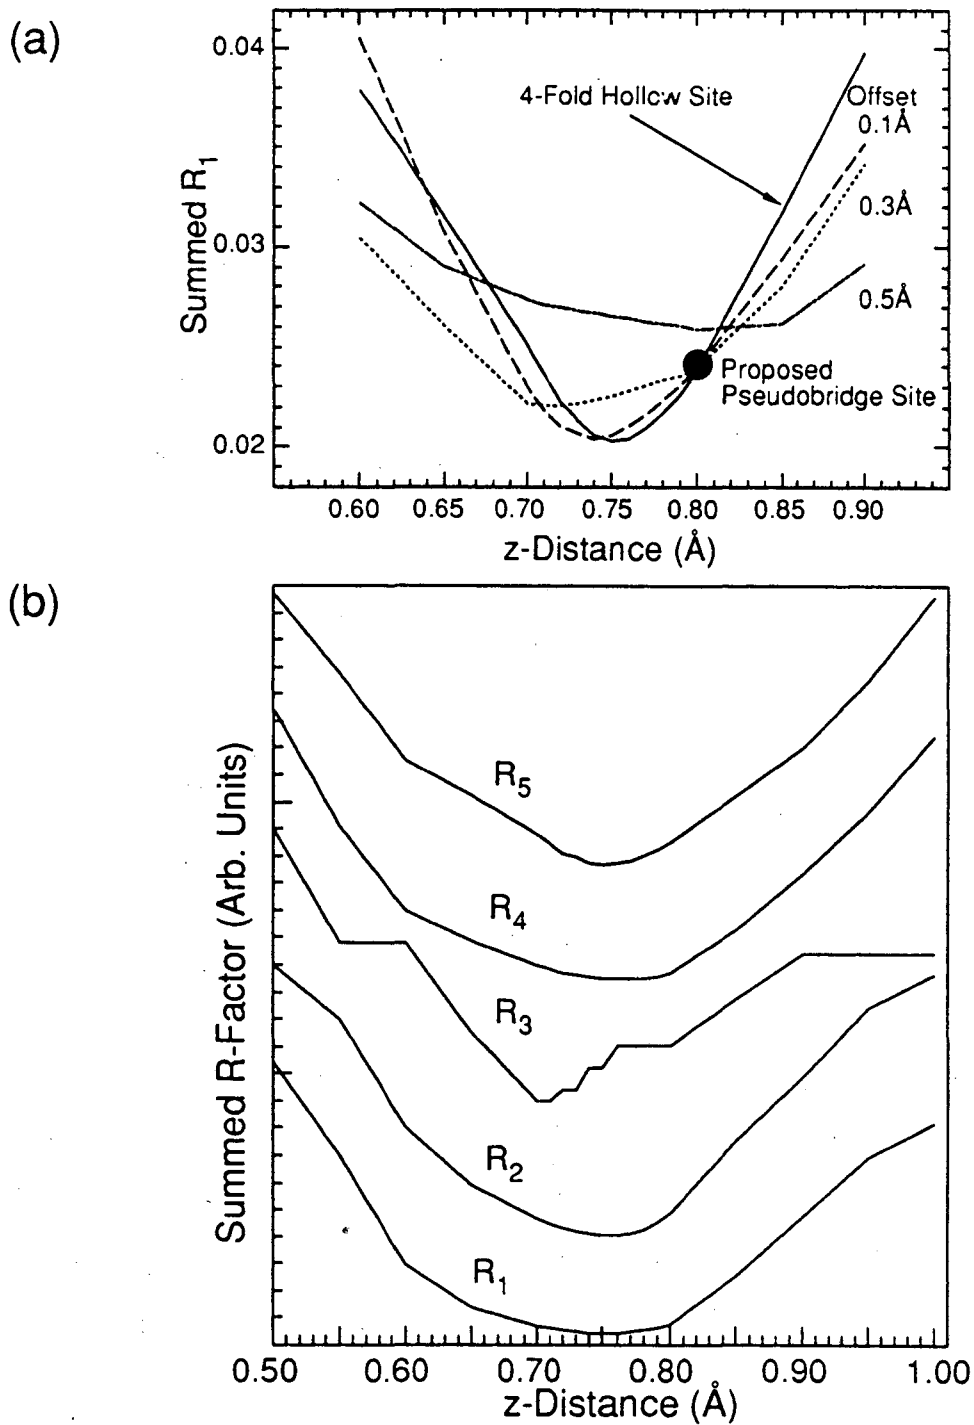 (a)
0.04
0.03
0.02
Summed R₁
4-Fold Hollow Site
Offset
0.1Å
0.3Å
0.5Å
Proposed
Pseudobridge Site
0.60 0.65 0.70 0.75 0.80 0.85 0.90
z-Distance (Å)
(b)
Summed R-Factor (Arb. Units)
R₅
R₄
R₃
R₂
R₁
0.50 0.60 0.70 0.80 0.90 1.00
z-Distance (Å)